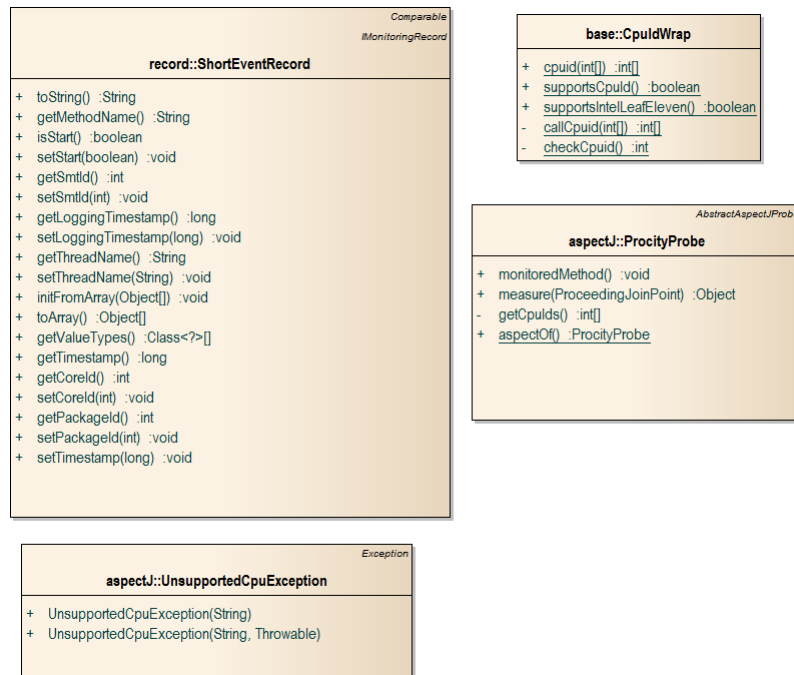 Comparable
IMonitoringRecord
record::ShortEventRecord
+ toString() :String
+ getMethodName() :String
+ isStart() :boolean
+ setStart(boolean) :void
+ getSmtId() :int
+ setSmtId(int) :void
+ getLoggingTimestamp() :long
+ setLoggingTimestamp(long) :void
+ getThreadName() :String
+ setThreadName(String) :void
+ initFromArray(Object[]) :void
+ toArray() :Object[]
+ getValueTypes() :Class<?>[]
+ getTimestamp() :long
+ getCoreId() :int
+ setCoreId(int) :void
+ getPackageId() :int
+ setPackageId(int) :void
+ setTimestamp(long) :void
base::CpuIdWrap
+ cpuid(int[]) :int[]
+ supportsCpuId() :boolean
+ supportsIntelLeafEleven() :boolean
- callCpuid(int[]) :int[]
- checkCpuid() :int
AbstractAspectJProb
aspectJ::ProcityProbe
+ monitoredMethod() :void
+ measure(ProceedingJoinPoint) :Object
- getCpuIds() :int[]
+ aspectOf() :ProcityProbe
Exception
aspectJ::UnsupportedCpuException
+ UnsupportedCpuException(String)
+ UnsupportedCpuException(String, Throwable)